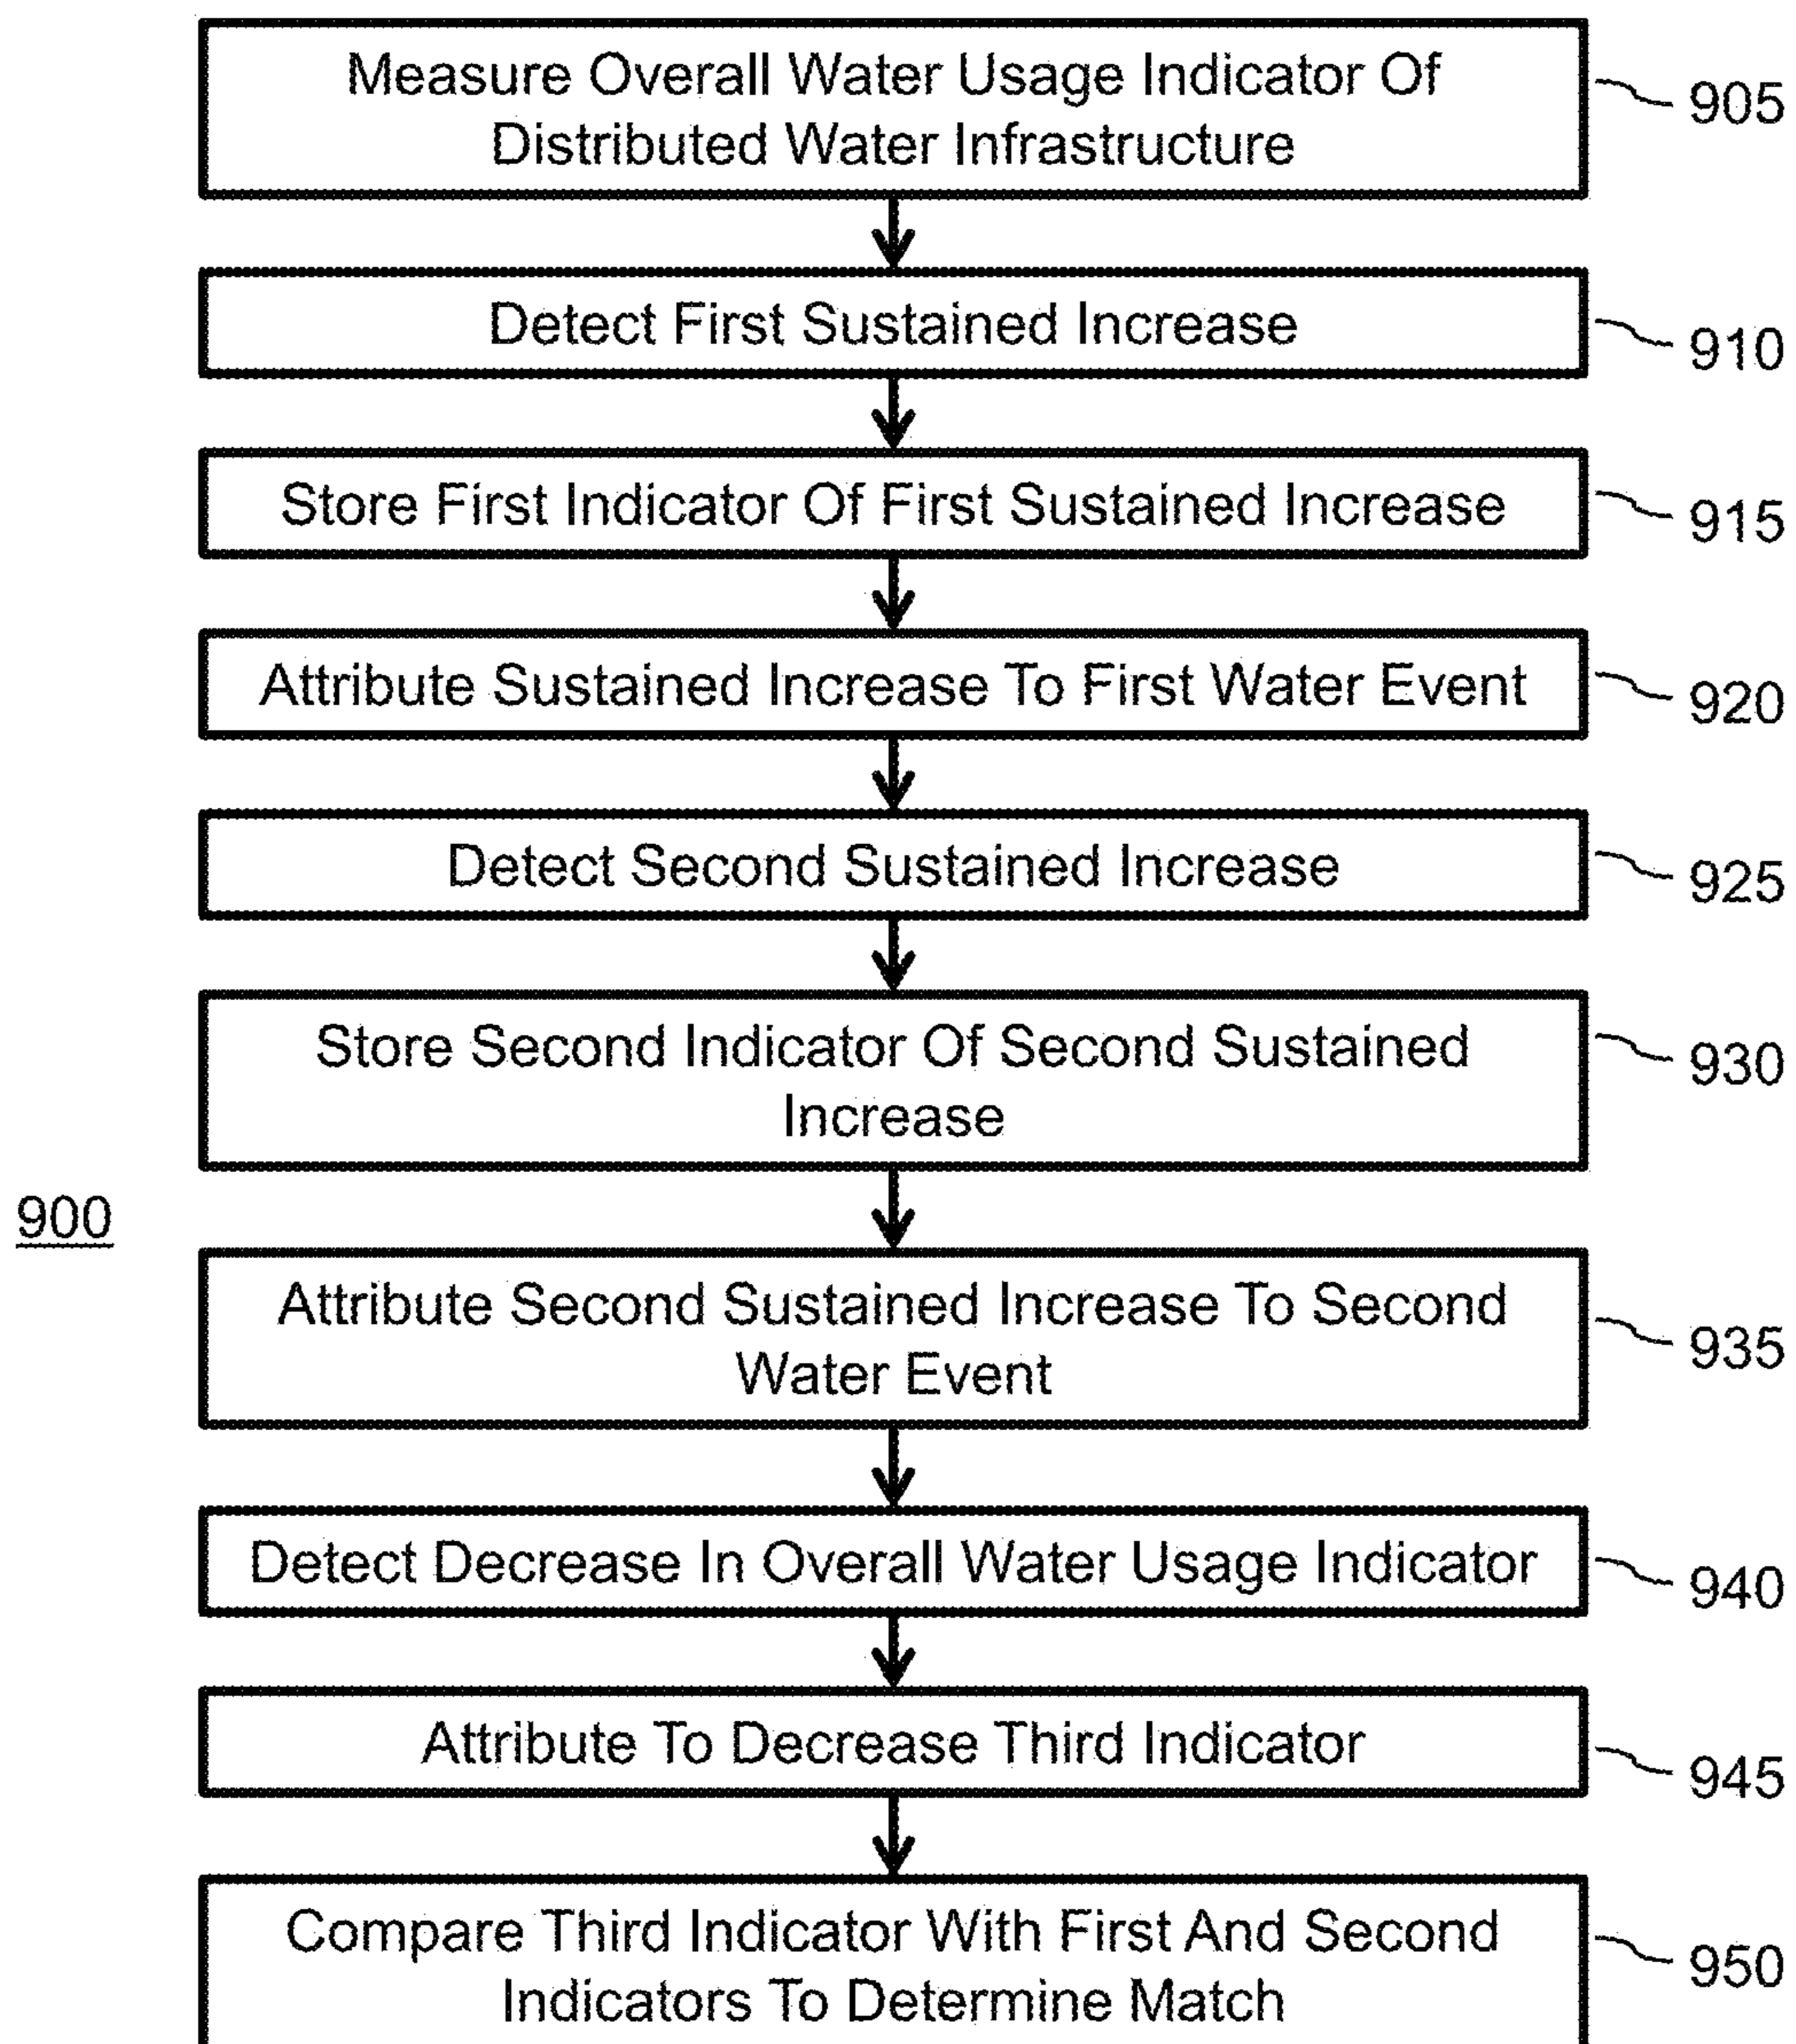 Measure Overall Water Usage Indicator Of
Distributed Water Infrastructure
905
Detect First Sustained Increase
910
Store First Indicator Of First Sustained Increase
915
Attribute Sustained Increase To First Water Event
920
Detect Second Sustained Increase
925
Store Second Indicator Of Second Sustained
Increase
930
900
Attribute Second Sustained Increase To Second
Water Event
935
Detect Decrease In Overall Water Usage Indicator
940
Attribute To Decrease Third Indicator
945
Compare Third Indicator With First And Second
Indicators To Determine Match
950